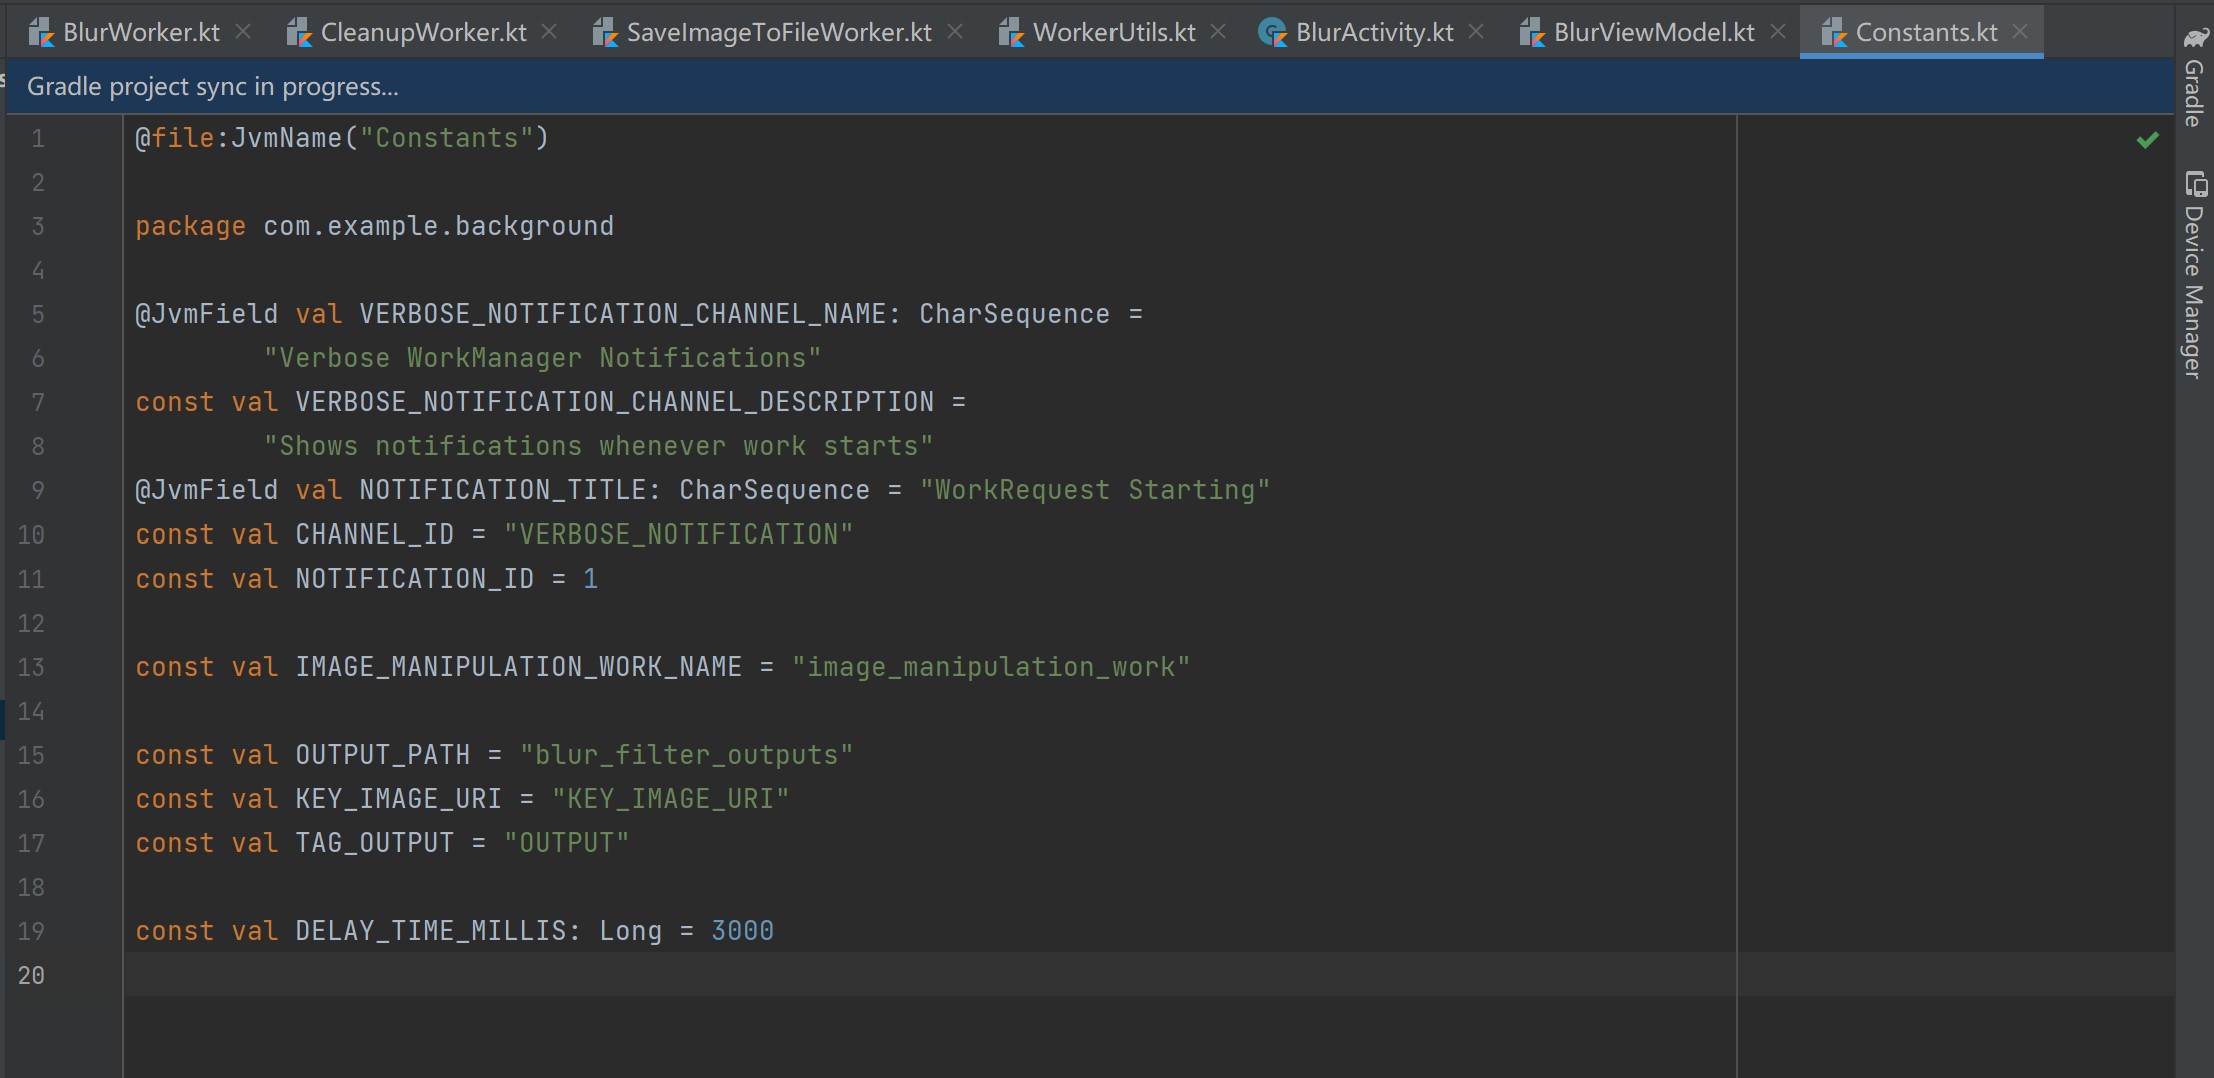 BlurWorker.kt CleanupWorker.kt SaveImageToFileWorker.kt WorkerUtils.kt BlurActivity.kt BlurViewModel.kt Constants.kt
Gradle project sync in progress...
1 @file:JvmName("Constants")
2
3 package com.example.background
4
5 @JvmField val VERBOSE_NOTIFICATION_CHANNEL_NAME: CharSequence =
6 "Verbose WorkManager Notifications"
7 const val VERBOSE_NOTIFICATION_CHANNEL_DESCRIPTION =
8 "Shows notifications whenever work starts"
9 @JvmField val NOTIFICATION_TITLE: CharSequence = "WorkRequest Starting"
10 const val CHANNEL_ID = "VERBOSE_NOTIFICATION"
11 const val NOTIFICATION_ID = 1
12
13 const val IMAGE_MANIPULATION_WORK_NAME = "image_manipulation_work"
14
15 const val OUTPUT_PATH = "blur_filter_outputs"
16 const val KEY_IMAGE_URI = "KEY_IMAGE_URI"
17 const val TAG_OUTPUT = "OUTPUT"
18
19 const val DELAY_TIME_MILLIS: Long = 3000
20
Gradle
Device Manager